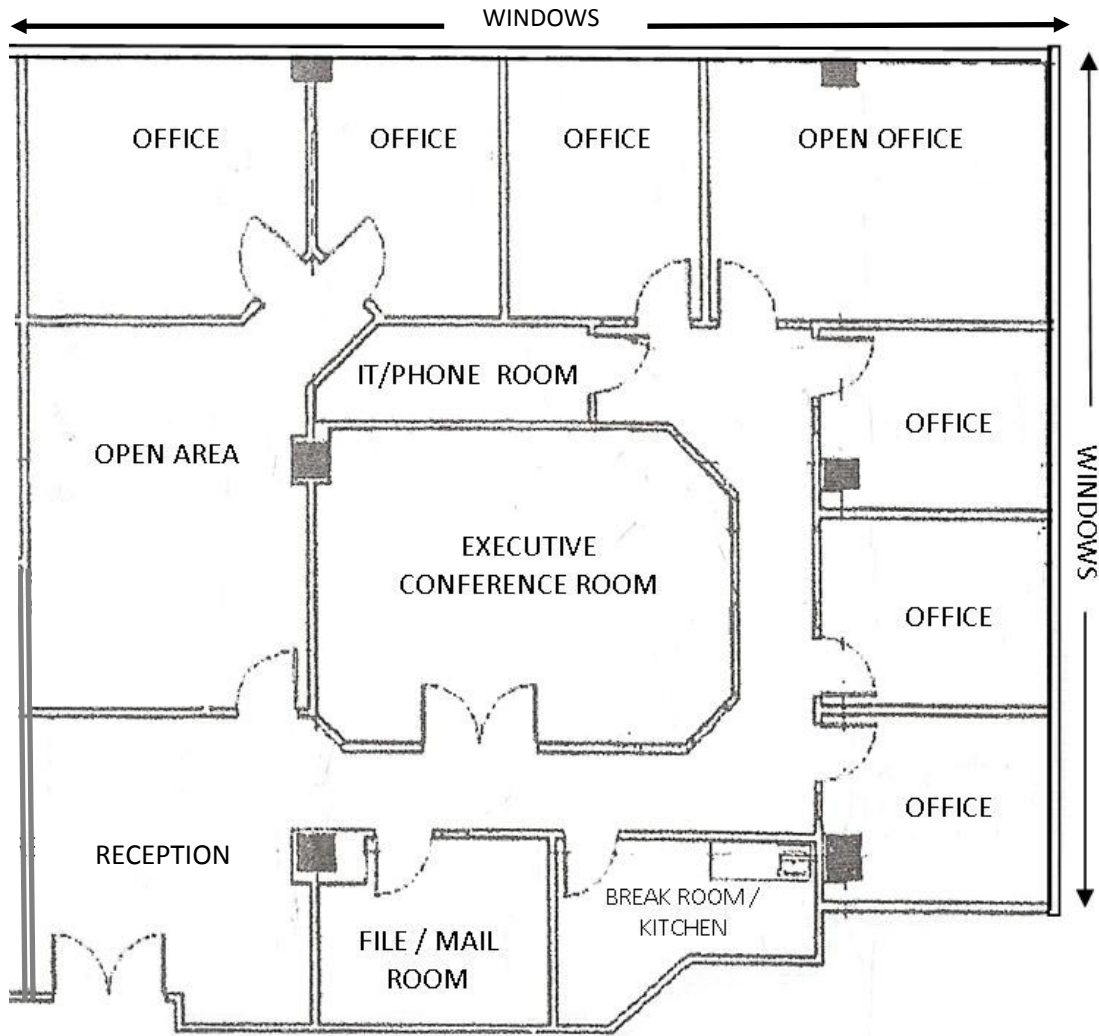 WINDOWS
OFFICE
OFFICE
OFFICE
OPEN OFFICE
IT/PHONE ROOM
OFFICE
OPEN AREA
WINDOWS
EXECUTIVE
CONFERENCE ROOM
OFFICE
OFFICE
RECEPTION
BREAK ROOM /
KITCHEN
FILE / MAIL
ROOM